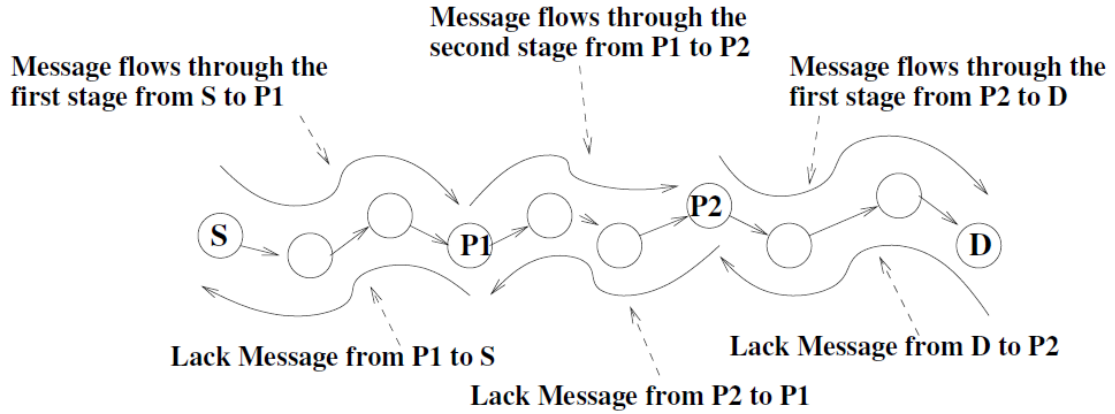 Message flows through the
second stage from P1 to P2
Message flows through the
first stage from S to P1
Message flows through the
first stage from P2 to D
S
P1
P2
D
Lack Message from P1 to S
Lack Message from D to P2
Lack Message from P2 to P1